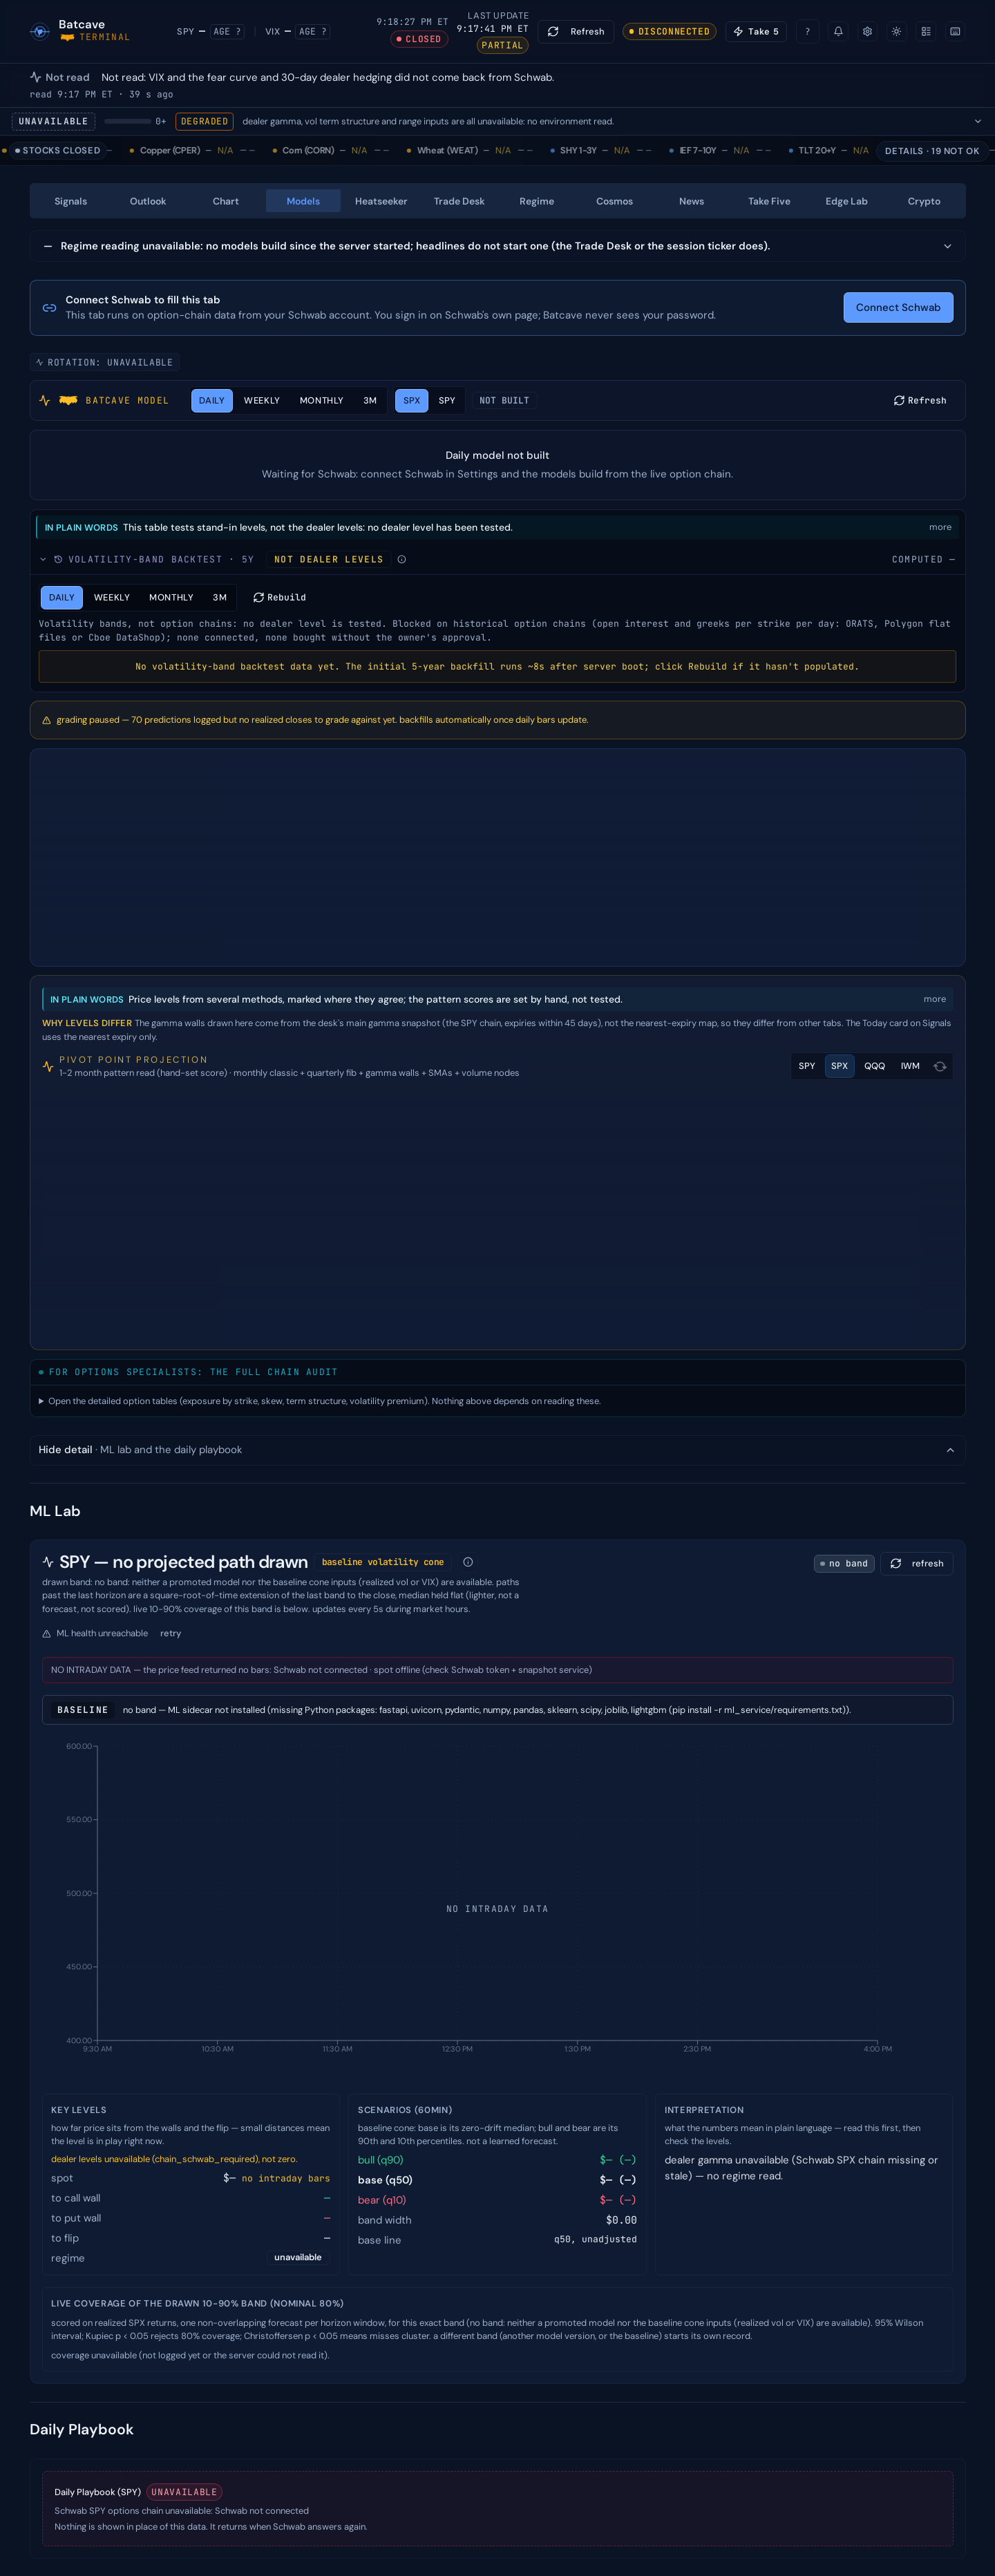 Batcave
TERMINAL
SPY — AGE ? | VIX — AGE ?
9:18:27 PM ET
CLOSED
LAST UPDATE
9:17:41 PM ET
PARTIAL
Refresh
DISCONNECTED
Take 5
?
Not read Not read: VIX and the fear curve and 30-day dealer hedging did not come back from Schwab.
read 9:17 PM ET · 39 s ago
UNAVAILABLE 0+ DEGRADED dealer gamma, vol term structure and range inputs are all unavailable: no environment read.
STOCKS CLOSED — Copper (CPER) — N/A — — Corn (CORN) — N/A — — Wheat (WEAT) — N/A — — SHY 1-3Y — N/A — — IEF 7-10Y — N/A — — TLT 20+Y — N/A DETAILS · 19 NOT OK
Signals Outlook Chart Models Heatseeker Trade Desk Regime Cosmos News Take Five Edge Lab Crypto
— Regime reading unavailable: no models build since the server started; headlines do not start one (the Trade Desk or the session ticker does).
Connect Schwab to fill this tab
This tab runs on option-chain data from your Schwab account. You sign in on Schwab's own page; Batcave never sees your password.
Connect Schwab
ROTATION: UNAVAILABLE
BATCAVE MODEL DAILY WEEKLY MONTHLY 3M SPX SPY NOT BUILT Refresh
Daily model not built
Waiting for Schwab: connect Schwab in Settings and the models build from the live option chain.
IN PLAIN WORDS This table tests stand-in levels, not the dealer levels: no dealer level has been tested. more
VOLATILITY-BAND BACKTEST · 5Y NOT DEALER LEVELS COMPUTED —
DAILY WEEKLY MONTHLY 3M Rebuild
Volatility bands, not option chains: no dealer level is tested. Blocked on historical option chains (open interest and greeks per strike per day: ORATS, Polygon flat
files or Cboe DataShop); none connected, none bought without the owner's approval.
No volatility-band backtest data yet. The initial 5-year backfill runs ~8s after server boot; click Rebuild if it hasn't populated.
grading paused — 70 predictions logged but no realized closes to grade against yet. backfills automatically once daily bars update.
IN PLAIN WORDS Price levels from several methods, marked where they agree; the pattern scores are set by hand, not tested. more
WHY LEVELS DIFFER The gamma walls drawn here come from the desk's main gamma snapshot (the SPY chain, expiries within 45 days), not the nearest-expiry map, so they differ from other tabs. The Today card on Signals
uses the nearest expiry only.
PIVOT POINT PROJECTION
1-2 month pattern read (hand-set score) · monthly classic + quarterly fib + gamma walls + SMAs + volume nodes
SPY SPX QQQ IWM
FOR OPTIONS SPECIALISTS: THE FULL CHAIN AUDIT
Open the detailed option tables (exposure by strike, skew, term structure, volatility premium). Nothing above depends on reading these.
Hide detail · ML lab and the daily playbook
ML Lab
SPY — no projected path drawn baseline volatility cone no band refresh
drawn band: no band: neither a promoted model nor the baseline cone inputs (realized vol or VIX) are available. paths
past the last horizon are a square-root-of-time extension of the last band to the close, median held flat (lighter, not a
forecast, not scored). live 10-90% coverage of this band is below. updates every 5s during market hours.
ML health unreachable retry
NO INTRADAY DATA — the price feed returned no bars: Schwab not connected · spot offline (check Schwab token + snapshot service)
BASELINE no band — ML sidecar not installed (missing Python packages: fastapi, uvicorn, pydantic, numpy, pandas, sklearn, scipy, joblib, lightgbm (pip install -r ml_service/requirements.txt)).
600.00
550.00
500.00
NO INTRADAY DATA
450.00
400.00
9:30 AM 10:30 AM 11:30 AM 12:30 PM 1:30 PM 2:30 PM 4:00 PM
KEY LEVELS
how far price sits from the walls and the flip — small distances mean
the level is in play right now.
dealer levels unavailable (chain_schwab_required), not zero.
spot $— no intraday bars
to call wall —
to put wall —
to flip —
regime unavailable
SCENARIOS (60MIN)
baseline cone: base is its zero-drift median; bull and bear are its
90th and 10th percentiles. not a learned forecast.
bull (q90) $— (—)
base (q50) $— (—)
bear (q10) $— (—)
band width $0.00
base line q50, unadjusted
INTERPRETATION
what the numbers mean in plain language — read this first, then
check the levels.
dealer gamma unavailable (Schwab SPX chain missing or
stale) — no regime read.
LIVE COVERAGE OF THE DRAWN 10-90% BAND (NOMINAL 80%)
scored on realized SPX returns, one non-overlapping forecast per horizon window, for this exact band (no band: neither a promoted model nor the baseline cone inputs (realized vol or VIX) are available). 95% Wilson
interval; Kupiec p < 0.05 rejects 80% coverage; Christoffersen p < 0.05 means misses cluster. a different band (another model version, or the baseline) starts its own record.
coverage unavailable (not logged yet or the server could not read it).
Daily Playbook
Daily Playbook (SPY) UNAVAILABLE
Schwab SPY options chain unavailable: Schwab not connected
Nothing is shown in place of this data. It returns when Schwab answers again.